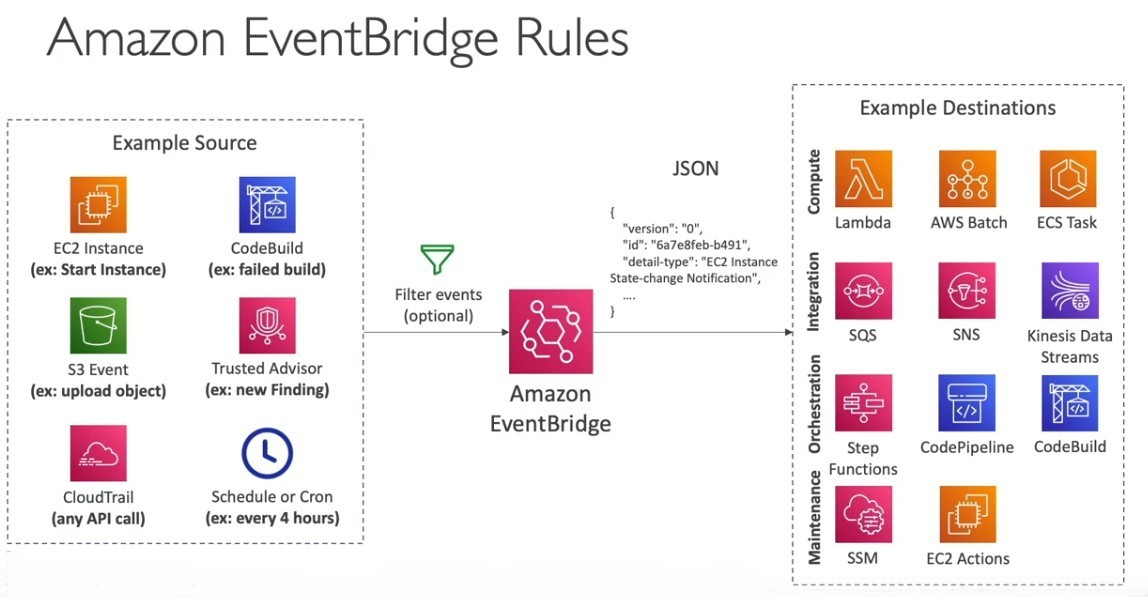 Amazon EventBridge Rules
Example Source
EC2 Instance
(ex: Start Instance)
CodeBuild
(ex: failed build)
S3 Event
(ex: upload object)
Trusted Advisor
(ex: new Finding)
CloudTrail
(any API call)
Schedule or Cron
(ex: every 4 hours)
Filter events
(optional)
Amazon
EventBridge
JSON
{
"version": "0",
"id": "6a7e8feb-b491",
"detail-type": "EC2 Instance
State-change Notification",
....
}
Example Destinations
Compute
Lambda
AWS Batch
ECS Task
Integration
SQS
SNS
Kinesis Data
Streams
Orchestration
Step
Functions
CodePipeline
CodeBuild
Maintenance
SSM
EC2 Actions